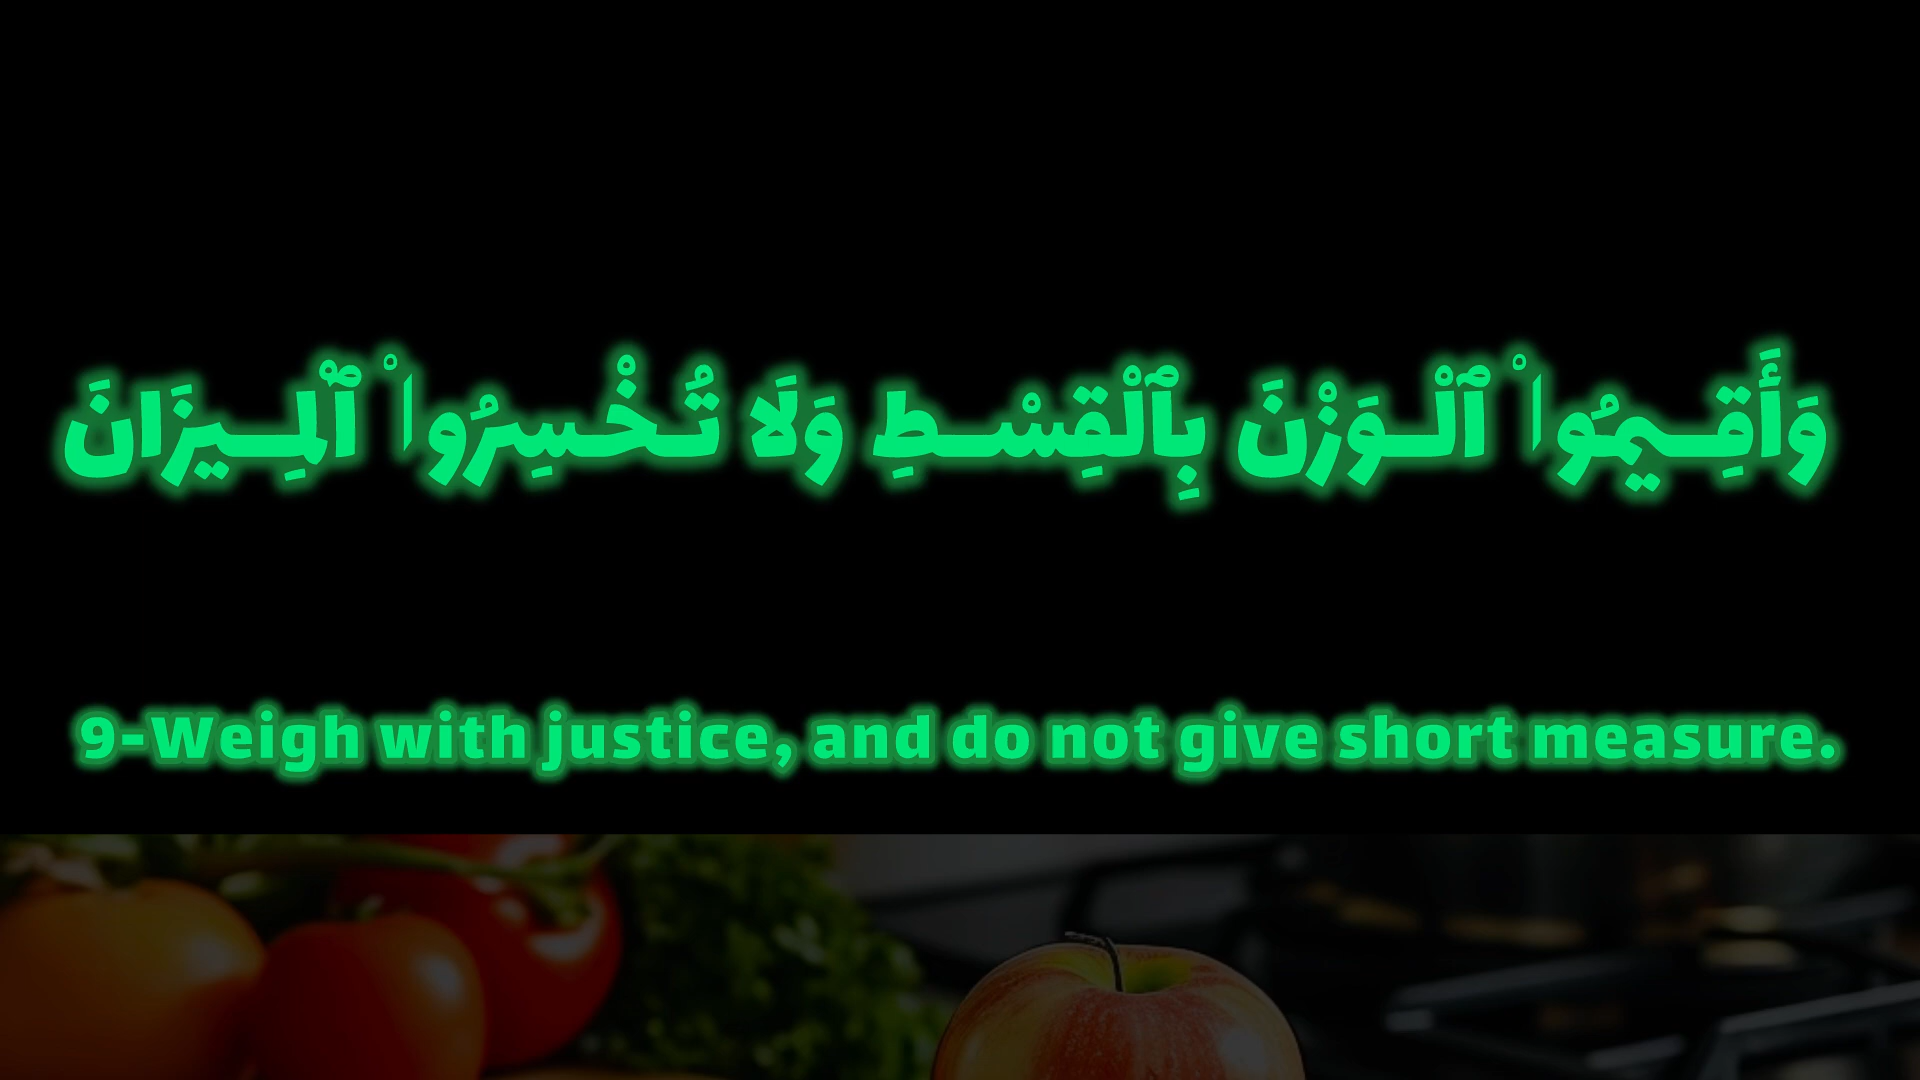 وَأَقِيمُوا۟ ٱلْوَزْنَ بِٱلْقِسْطِ وَلَا تُخْسِرُوا۟ ٱلْمِيزَانَ
9-Weigh with justice, and do not give short measure.